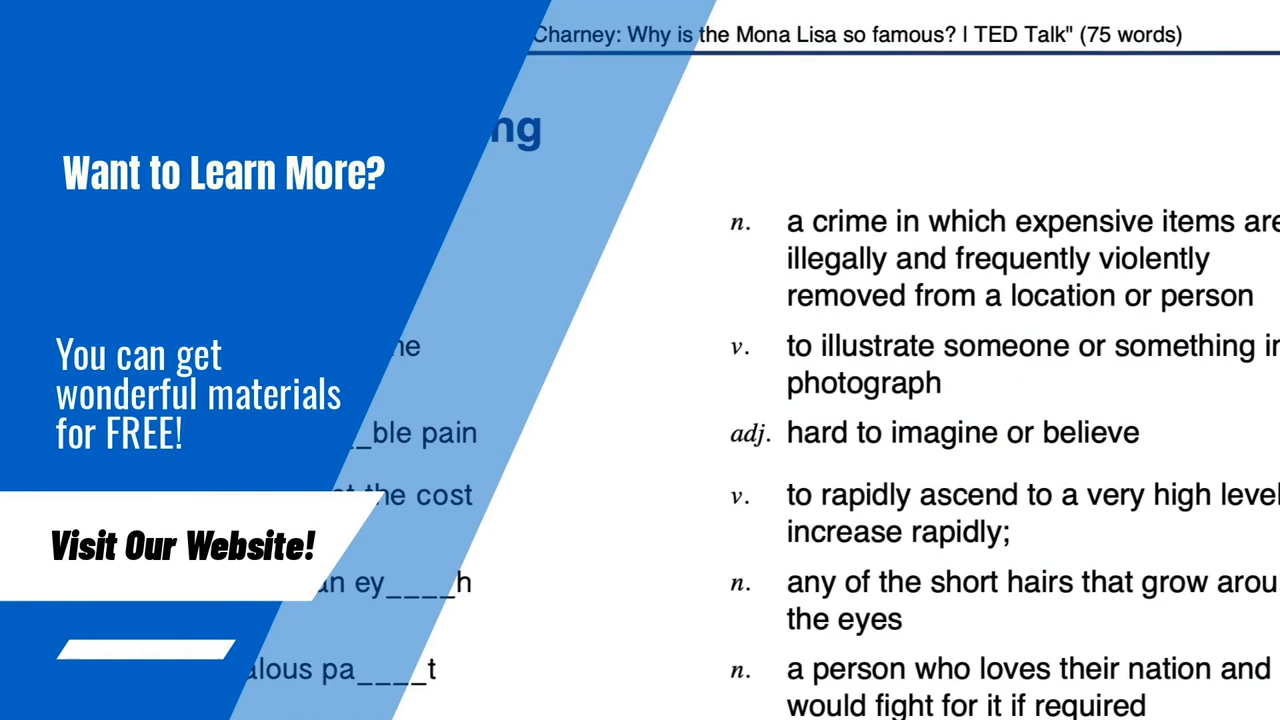 Charney: Why is the Mona Lisa so famous? | TED Talk" (75 words)
ng
Want to Learn More?
You can get
wonderful materials
for FREE!
Visit Our Website!
ne
_ble pain
the cost
an ey____h
alous pa____t
n. a crime in which expensive items are
illegally and frequently violently
removed from a location or person
v. to illustrate someone or something in
photograph
adj. hard to imagine or believe
v. to rapidly ascend to a very high level
increase rapidly;
n. any of the short hairs that grow arou
the eyes
n. a person who loves their nation and
would fight for it if required